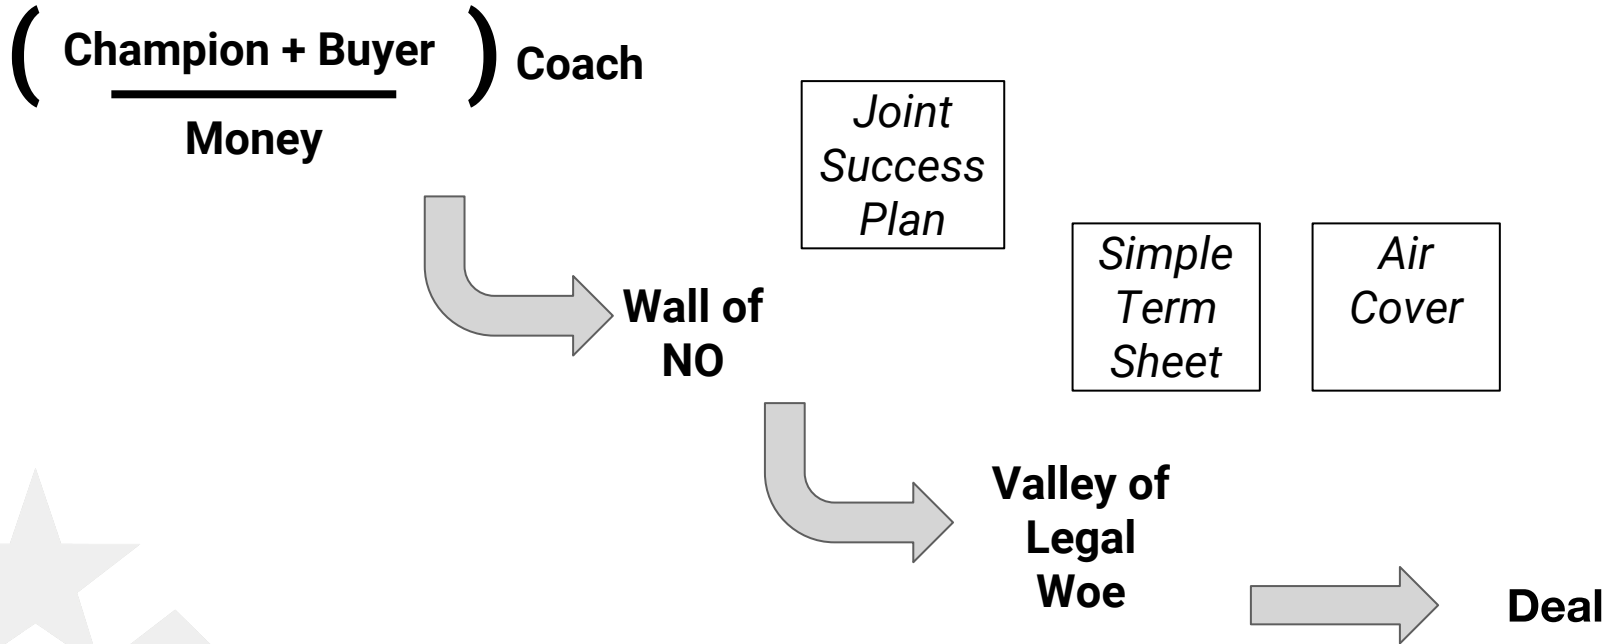 ( Champion + Buyer ) Coach
Money
Joint
Success
Plan
Simple
Term
Sheet
Air
Cover
Wall of
NO
Valley of
Legal
Woe
Deal